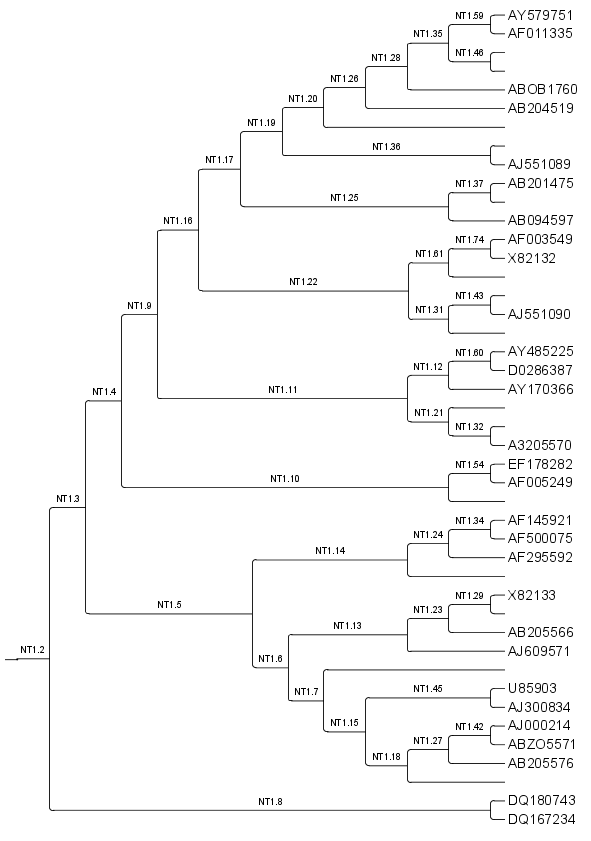 NT1.59 AY579751
NT1.35 AF011335
NT1.46
NT1.28
NT1.26 ABOB1760
NT1.20 AB204519
NT1.19
NT1.36
NT1.17 AJ551089
NT1.37 AB201475
NT1.25
NT1.16 AB094597
NT1.74 AF003549
NT1.61 X82132
NT1.22
NT1.43
NT1.9 NT1.31 AJ551090
NT1.60 AY485225
NT1.12 D0286387
NT1.11 AY170366
NT1.4 NT1.21
NT1.32
A3205570
NT1.54 EF178282
NT1.10 AF005249
NT1.3
NT1.34 AF145921
NT1.24 AF500075
NT1.14 AF295592
NT1.29 X82133
NT1.5 NT1.23
NT1.13 AB205566
NT1.2 AJ609571
NT1.6
NT1.45 U85903
NT1.7 AJ300834
NT1.15 NT1.42 AJ000214
NT1.27 ABZO5571
NT1.18 AB205576
NT1.8 DQ180743
DQ167234